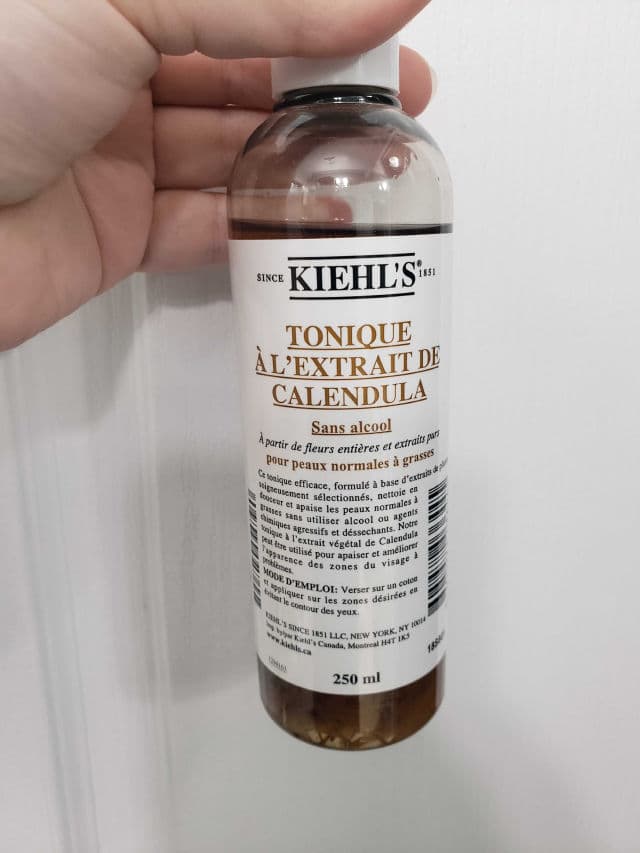 SINCE KIEHL'S® 1851
TONIQUE
À L'EXTRAIT DE
CALENDULA
Sans alcool
À partir de fleurs entières et extraits purs
pour peaux normales à grasses
Ce tonique efficace, formulé à base d'extraits de
soigneusement sélectionnés, nettoie en
douceur et apaise les peaux normales à
grasses sans utiliser alcool ou agents
chimiques agressifs et déssechants. Notre
tonique à l'extrait végétal de Calendula
peut être utilisé pour apaiser et améliorer
l'apparence des zones du visage à
problèmes.
MODE D'EMPLOI: Verser sur un coton
et appliquer sur les zones désirées en
évitant le contour des yeux.
KIEHL'S SINCE 1851 LLC, NEW YORK, NY 10014
Imp. by/par Kiehl's Canada, Montreal H4T 1K5
www.kiehls.ca
250 ml